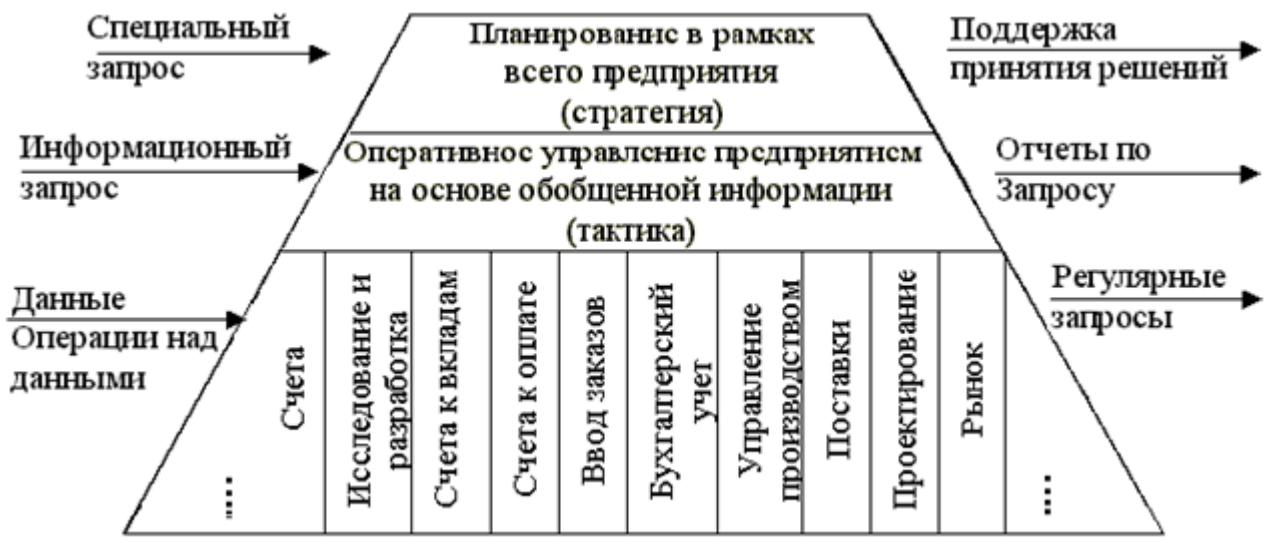 Специальный
запрос
Планирование в рамках
всего предприятия
(стратегия)
Поддержка
принятия решений
Информационный
запрос
Оперативное управление предприятием
на основе обобщенной информации
(тактика)
Отчеты по
Запросу
Данные
Операции над
данными
Регулярные
запросы
....
Счета
Исследование и
разработка
Счета к вкладам
Счета к оплате
Ввод заказов
Бухгалтерский
учет
Управление
производством
Поставки
Проектирование
Рынок
....